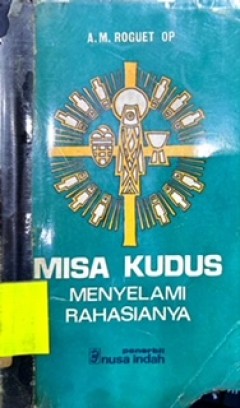 A.M. ROGUET OP
MISA KUDUS
MENYELAMI
RAHASIANYA
penerbit
nusa indah